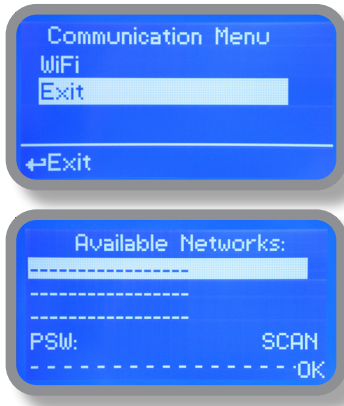 Communication Menu
WiFi
Exit
↵Exit
Available Networks:
-----------------
-----------------
-----------------
PSW: SCAN
- - - - - - - - - - - - - - - - -OK